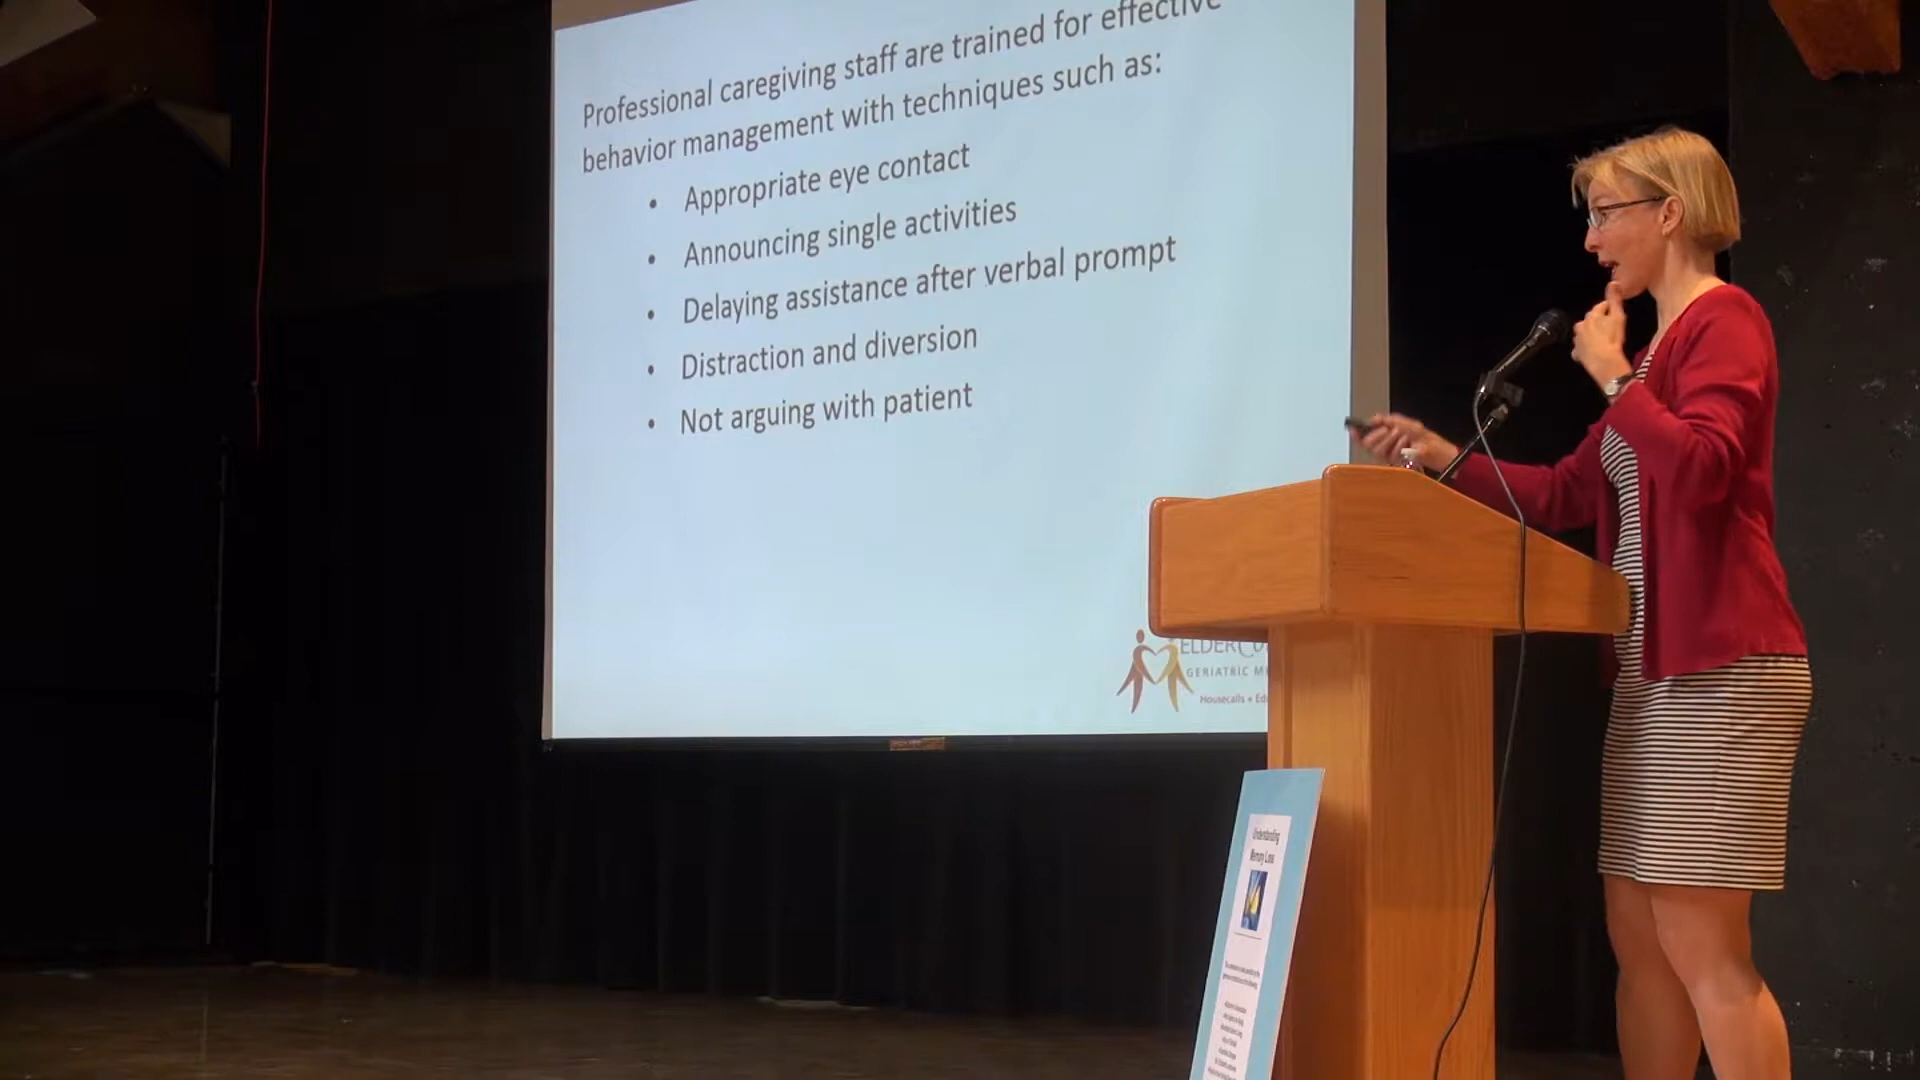 Professional caregiving staff are trained for effective
behavior management with techniques such as:
• Appropriate eye contact
• Announcing single activities
• Delaying assistance after verbal prompt
• Distraction and diversion
• Not arguing with patient
ELDER
GERIATRIC
Housecalls •
Understanding
Memory Loss